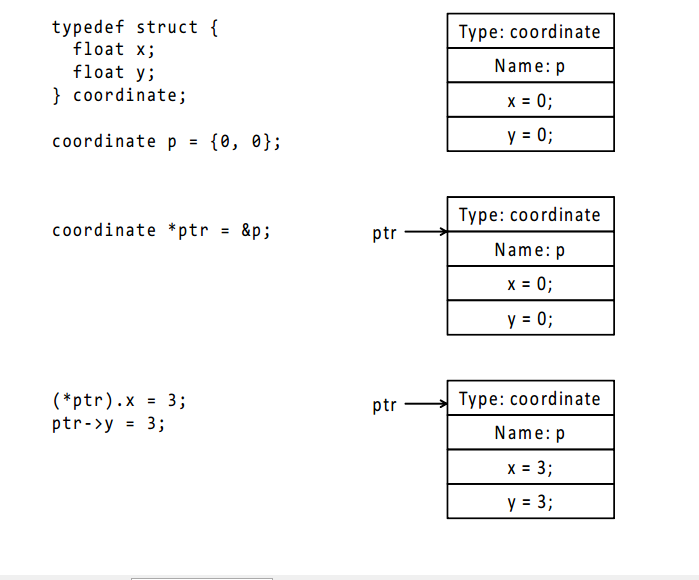 typedef struct {
float x;
float y;
} coordinate;
coordinate p = {0, 0};
Type: coordinate
Name: p
x = 0;
y = 0;
coordinate *ptr = &p;
ptr
Type: coordinate
Name: p
x = 0;
y = 0;
(*ptr).x = 3;
ptr->y = 3;
ptr
Type: coordinate
Name: p
x = 3;
y = 3;